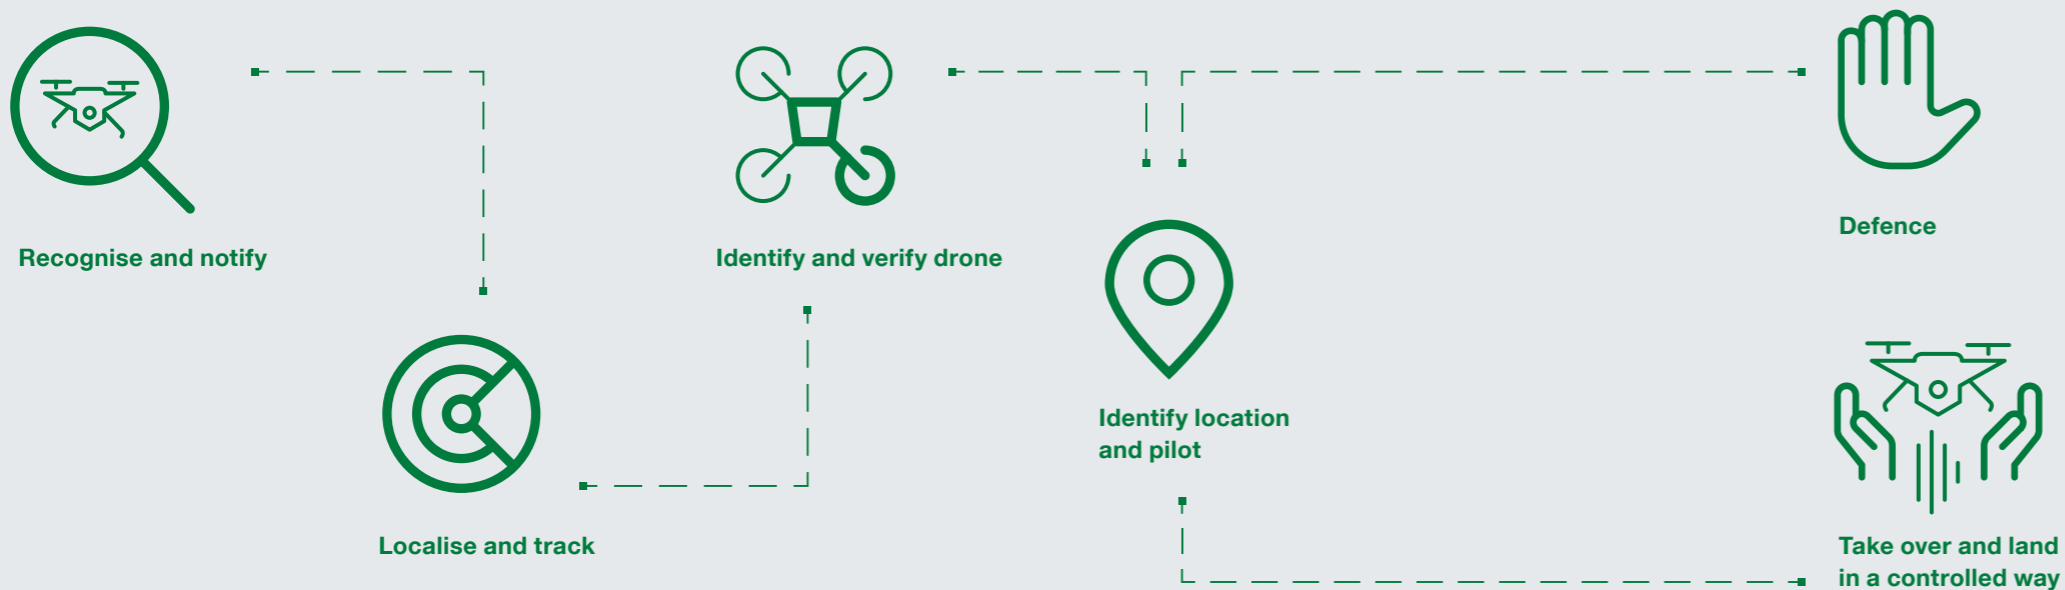 Recognise and notify
Localise and track
Identify and verify drone
Identify location
and pilot
Defence
Take over and land
in a controlled way